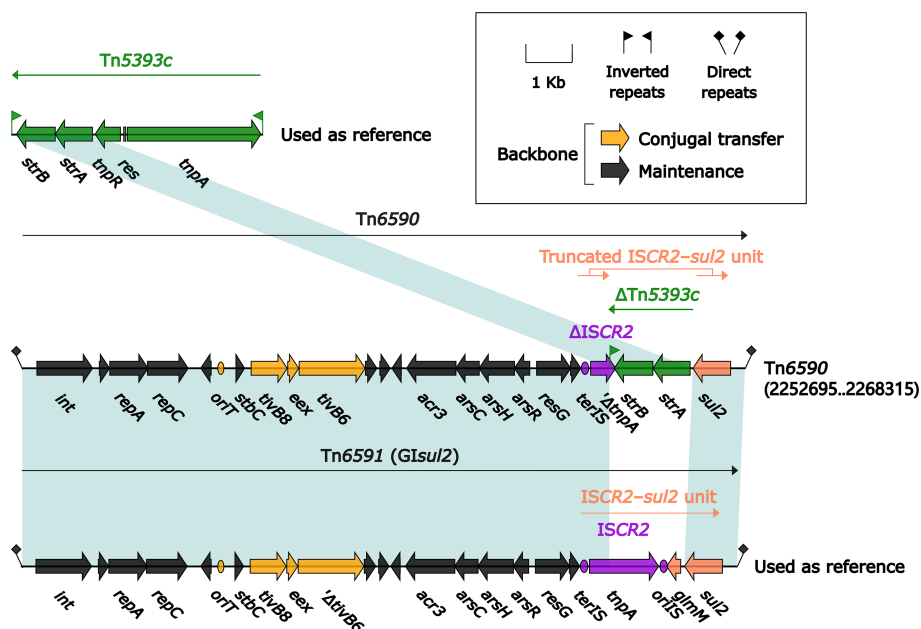 Tn5393c
Used as reference
strB
strA
tnpR
res
tnpA
1 Kb
Inverted
repeats
Direct
repeats
Backbone
Conjugal transfer
Maintenance
Tn6590
Truncated ISCR2–sul2 unit
ΔTn5393c
ΔISCR2
Tn6590
(2252695..2268315)
int
repA
repC
oriT
stbC
tivB8
eex
tivB6
acr3
arsC
arsH
arsR
resG
terIS
'ΔtnpA
strB
strA
sul2
Tn6591 (GIsul2)
ISCR2–sul2 unit
ISCR2
Used as reference
int
repA
repC
oriT
stbC
tivB8
eex
'ΔtivB6
acr3
arsC
arsH
arsR
resG
terIS
tnpA
oriIS
glmM
sul2